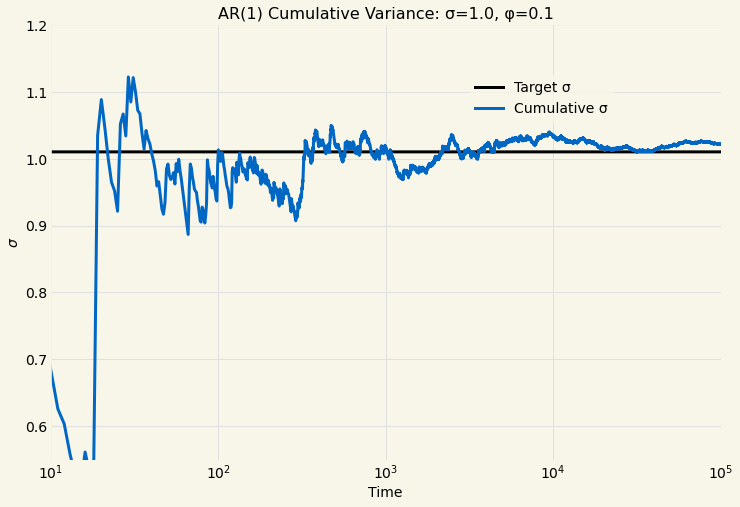 AR(1) Cumulative Variance: σ=1.0, φ=0.1
1.2
1.1
1.0
0.9
0.8
0.7
0.6
σ
Target σ
Cumulative σ
10¹
10²
10³
10⁴
10⁵
Time